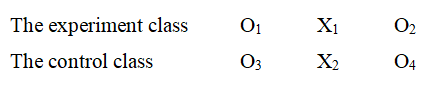 The experiment class O₁ X₁ O₂
The control class O₃ X₂ O₄